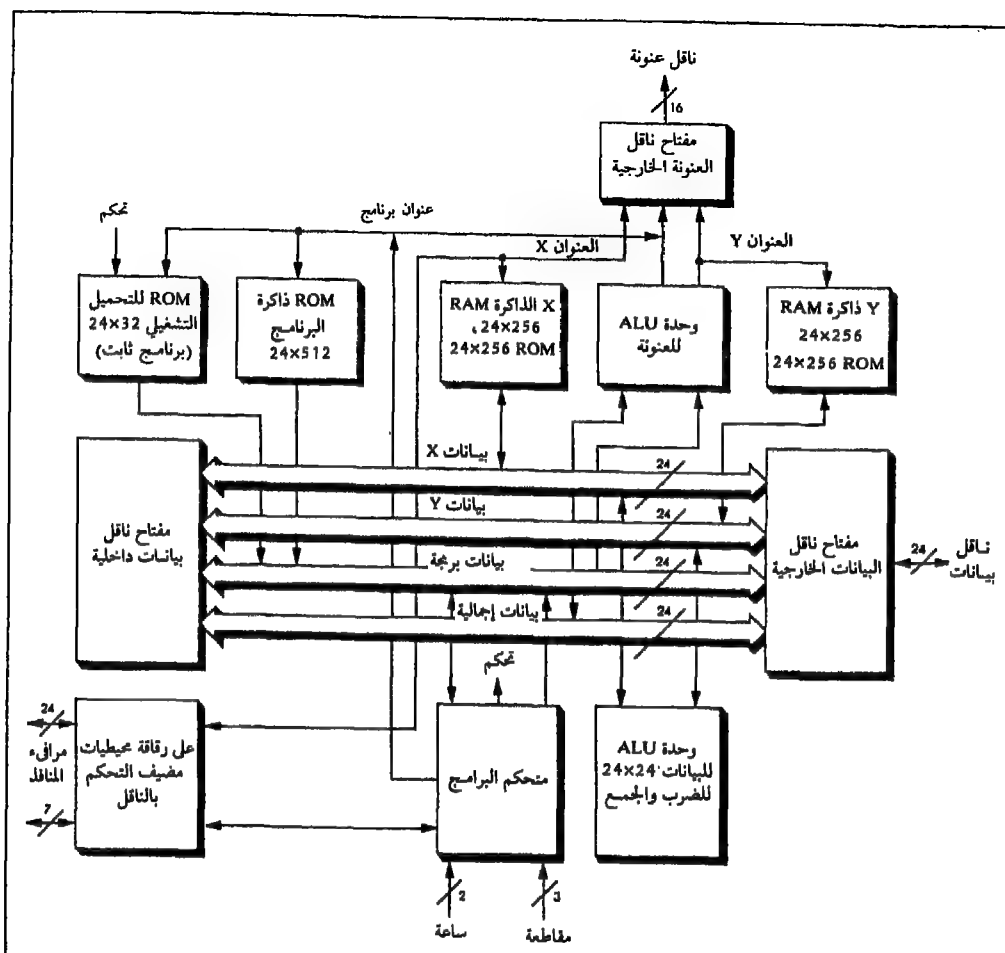 ناقل عنونة
16
مفتاح ناقل
العنونة الخارجية
عنوان برنامج
تحكم
العنوان X
العنوان Y
ROM للتحميل
التشغيلي 24×32
(برنامج ثابت)
ROM ذاكرة
البرنامج
24×512
RAM الذاكرة X
24×256،
24×256 ROM
وحدة ALU
للعنونة
RAM ذاكرة Y
24×256
24×256 ROM
بيانات X
24
بيانات Y
24
بيانات برمجة
24
بيانات إجمالية
24
مفتاح ناقل
بيانات داخلية
مفتاح ناقل
البيانات الخارجية
24
ناقل
بيانات
تحكم
24
مرافىء
المنافذ
7
على رقاقة محيطيات
مضيف التحكم
بالناقل
متحكم البرامج
وحدة ALU
للبيانات 24×24
للضرب والجمع
2
3
ساعة
مقاطعة